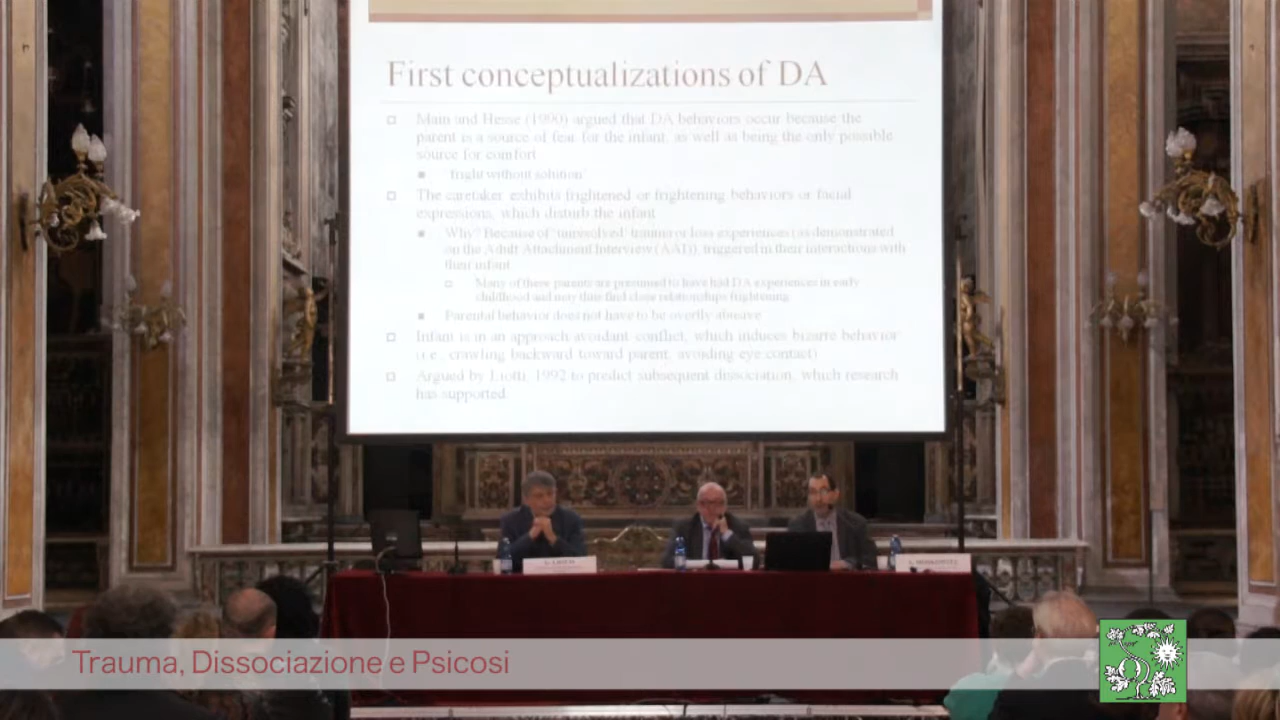 First conceptualizations of DA
Main and Hesse (1990) argued that DA behaviors occur because the
parent is a source of fear for the infant, as well as being the only possible
source for comfort
'fright without solution'
The caretaker exhibits frightened or frightening behaviors or facial
expressions, which disturb the infant
Why? Because of 'unresolved' trauma or loss experiences (as demonstrated
on the Adult Attachment Interview (AAI)), triggered in their interactions with
their infant
Many of these parents are presumed to have had DA experiences in early
childhood and may thus find close relationships frightening
Parental behavior does not have to be overtly abusive
Infant is in an approach avoidant conflict, which induces bizarre behavior
(i.e., crawling backward toward parent, avoiding eye contact)
Argued by Liotti, 1992 to predict subsequent dissociation, which research
has supported.
Trauma, Dissociazione e Psicosi